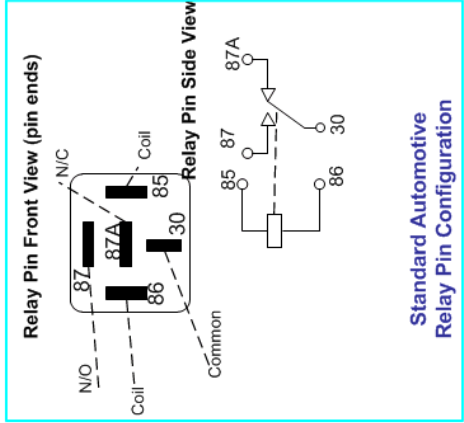 Relay Pin Front View (pin ends)
N/C
N/O
87
87A
85
Coil
86
30
Coil
Common
Relay Pin Side View
87A
87
30
85
86
Standard Automotive
Relay Pin Configuration